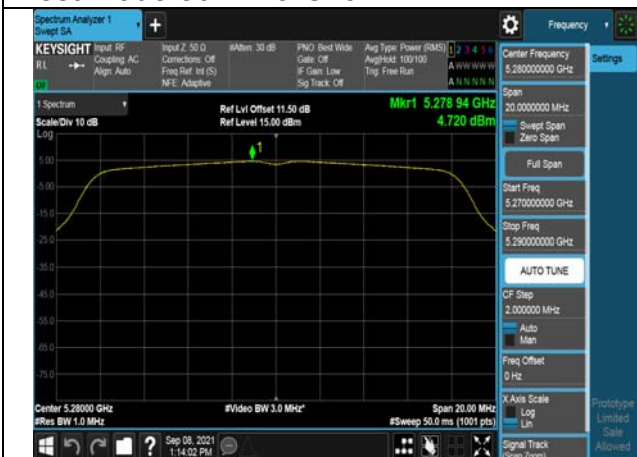 Spectrum Analyzer 1
Swept SA
+
Frequency
KEYSIGHT
RL
Input: RF
Coupling: AC
Align: Auto
Input Z: 50 Ω
Corrections: Off
Freq Ref: Int (S)
NFE: Adaptive
#Atten: 30 dB
PNO: Best Wide
Gate: Off
IF Gain: Low
Sig Track: Off
Avg Type: Power (RMS)
Avg|Hold: 100/100
Trig: Free Run
1 2 3 4 5 6
A W W W W W
A N N N N N
1 Spectrum
Scale/Div 10 dB
Log
Ref Lvl Offset 11.50 dB
Ref Level 15.00 dBm
Mkr1 5.278 94 GHz
4.720 dBm
1
5.00
-5.00
-15.0
-25.0
-35.0
-45.0
-55.0
-65.0
-75.0
Center 5.28000 GHz
#Res BW 1.0 MHz
#Video BW 3.0 MHz*
Span 20.00 MHz
#Sweep 50.0 ms (1001 pts)
Sep 08, 2021
1:14:02 PM
Center Frequency
5.280000000 GHz
Settings
Span
20.0000000 MHz
Swept Span
Zero Span
Full Span
Start Freq
5.270000000 GHz
Stop Freq
5.290000000 GHz
AUTO TUNE
CF Step
2.000000 MHz
Auto
Man
Freq Offset
0 Hz
X Axis Scale
Log
Lin
Signal Track
(Span Zoom)
Prototype
Limited
Sale
Allowed